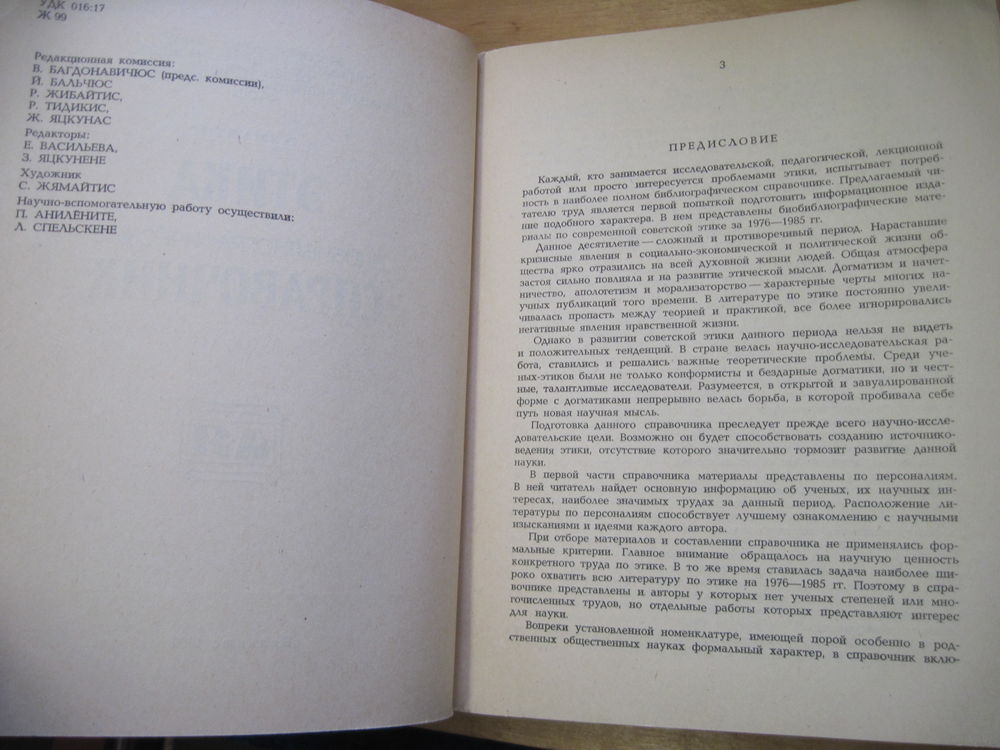 УДК 016:17
Ж 99
Редакционная комиссия:
В. БАГДОНАВИЧЮС (предс. комиссии),
Й. БАЛЬЧЮС
Р. ЖИБАЙТИС,
Р. ТИДИКИС,
Ж. ЯЦКУНАС
Редакторы:
Е. ВАСИЛЬЕВА,
З. ЯЦКУНЕНЕ
Художник
С. ЖЯМАЙТИС
Научно-вспомогательную работу осуществили:
П. АНИЛЁНИТЕ,
Л. СПЕЛЬСКЕНЕ
3
ПРЕДИСЛОВИЕ
Каждый, кто занимается исследовательской, педагогической, лекционной
работой или просто интересуется проблемами этики, испытывает потреб-
ность в наиболее полном библиографическом справочнике. Предлагаемый чи-
тателю труд является первой попыткой подготовить информационное изда-
ние подобного характера. В нем представлены биобиблиографические мате-
риалы по современной советской этике за 1976—1985 гг.
Данное десятилетие — сложный и противоречивый период. Нараставшие
кризисные явления в социально-экономической и политической жизни об-
щества ярко отразились на всей духовной жизни людей. Общая атмосфера
застоя сильно повлияла и на развитие этической мысли. Догматизм и начет-
ничество, апологетизм и морализаторство — характерные черты многих на-
учных публикаций того времени. В литературе по этике постоянно увели-
чивалась пропасть между теорией и практикой, все более игнорировались
негативные явления нравственной жизни.
Однако в развитии советской этики данного периода нельзя не видеть
и положительных тенденций. В стране велась научно-исследовательская ра-
бота, ставились и решались важные теоретические проблемы. Среди уче-
ных-этиков были не только конформисты и бездарные догматики, но и чест-
ные, талантливые исследователи. Разумеется, в открытой и завуалированной
форме с догматиками непрерывно велась борьба, в которой пробивала себе
путь новая научная мысль.
Подготовка данного справочника преследует прежде всего научно-иссле-
довательские цели. Возможно он будет способствовать созданию источнико-
ведения этики, отсутствие которого значительно тормозит развитие данной
науки.
В первой части справочника материалы представлены по персоналиям.
В ней читатель найдет основную информацию об ученых, их научных ин-
тересах, наиболее значимых трудах за данный период. Расположение ли-
тературы по персоналиям способствует лучшему ознакомлению с научными
изысканиями и идеями каждого автора.
При отборе материалов и составлении справочника не применялись фор-
мальные критерии. Главное внимание обращалось на научную ценность
конкретного труда по этике. В то же время ставилась задача наиболее ши-
роко охватить всю литературу по этике на 1976—1985 гг. Поэтому в спра-
вочнике представлены и авторы у которых нет ученых степеней или мно-
гочисленных трудов, но отдельные работы которых представляют интерес
для науки.
Вопреки установленной номенклатуре, имеющей порой особенно в род-
ственных общественных науках формальный характер, в справочник вклю-